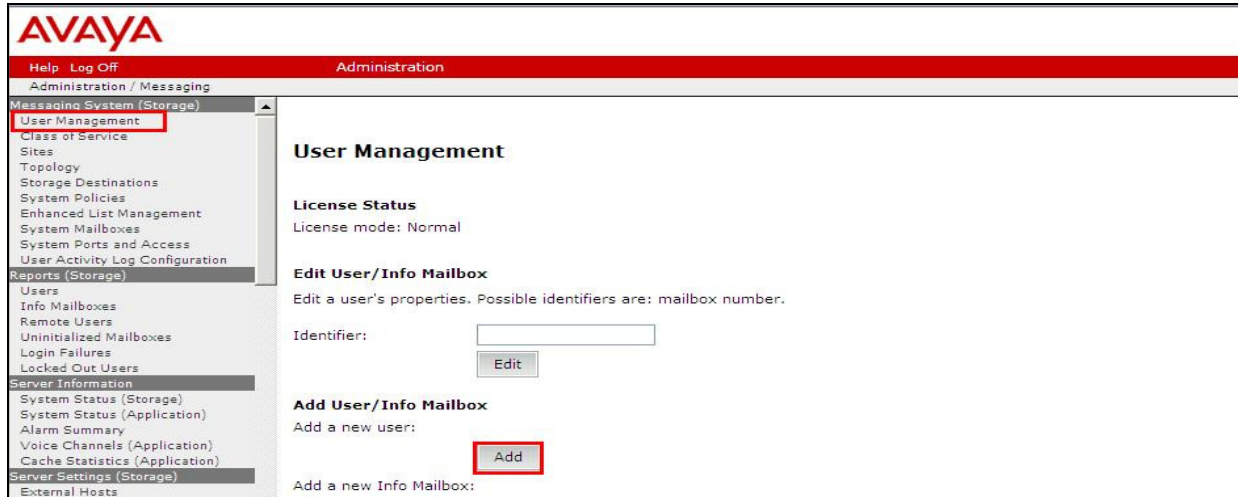 AVAYA
Help Log Off Administration
Administration / Messaging
Messaging System (Storage)
User Management
Class of Service
Sites
Topology
Storage Destinations
System Policies
Enhanced List Management
System Mailboxes
System Ports and Access
User Activity Log Configuration
Reports (Storage)
Users
Info Mailboxes
Remote Users
Uninitialized Mailboxes
Login Failures
Locked Out Users
Server Information
System Status (Storage)
System Status (Application)
Alarm Summary
Voice Channels (Application)
Cache Statistics (Application)
Server Settings (Storage)
External Hosts
User Management
License Status
License mode: Normal
Edit User/Info Mailbox
Edit a user's properties. Possible identifiers are: mailbox number.
Identifier:
Edit
Add User/Info Mailbox
Add a new user:
Add
Add a new Info Mailbox: